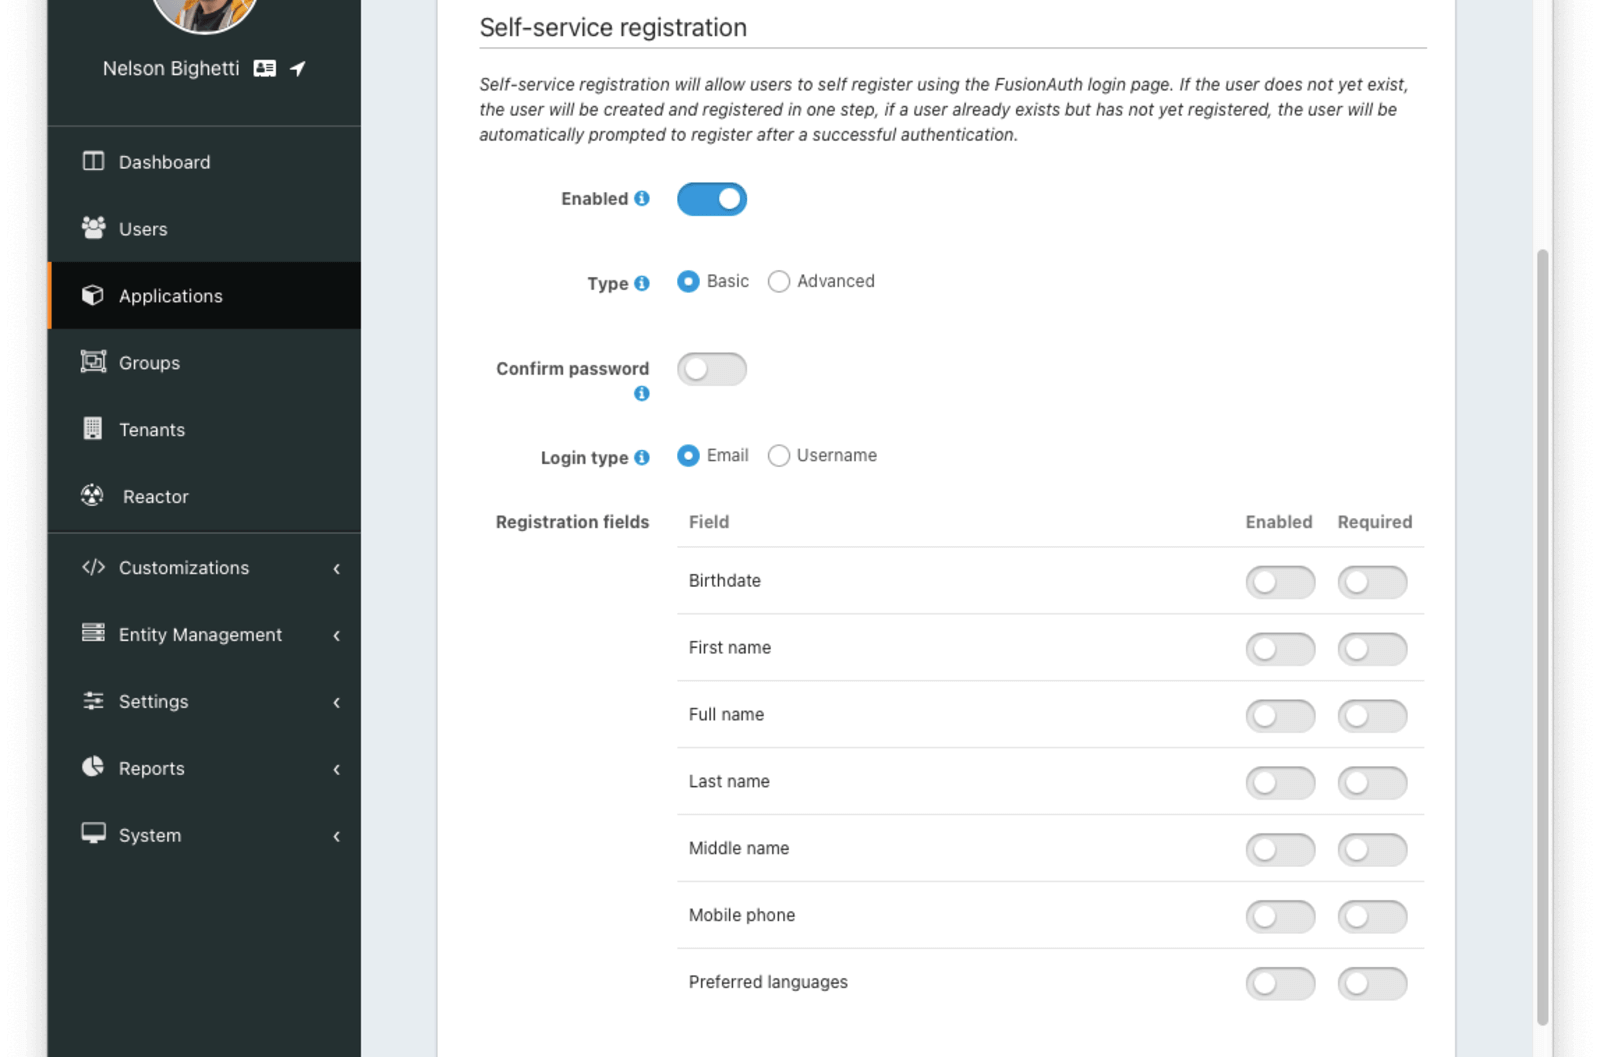 Nelson Bighetti
Dashboard
Users
Applications
Groups
Tenants
Reactor
Customizations
Entity Management
Settings
Reports
System
Self-service registration
Self-service registration will allow users to self register using the FusionAuth login page. If the user does not yet exist,
the user will be created and registered in one step, if a user already exists but has not yet registered, the user will be
automatically prompted to register after a successful authentication.
Enabled
Type Basic Advanced
Confirm password
Login type Email Username
Registration fields Field Enabled Required
Birthdate
First name
Full name
Last name
Middle name
Mobile phone
Preferred languages